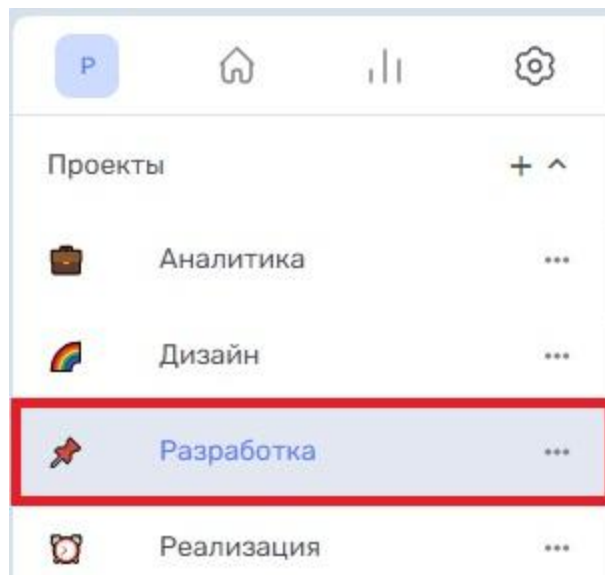 P
Проекты
Аналитика
Дизайн
Разработка
Реализация